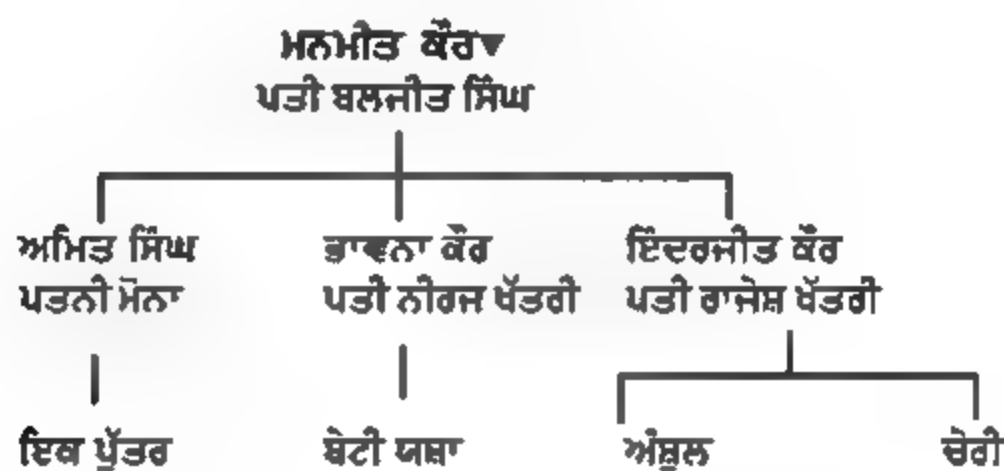 ਮਨਮੀਤ ਕੌਰ▼
ਪਤੀ ਬਲਜੀਤ ਸਿੰਘ
ਅਮਿਤ ਸਿੰਘ ਭਾਵਨਾ ਕੌਰ ਇੰਦਰਜੀਤ ਕੌਰ
ਪਤਨੀ ਮੋਨਾ ਪਤੀ ਨੀਰਜ ਖੱਤਰੀ ਪਤੀ ਰਾਜੇਸ਼ ਖੱਤਰੀ
ਇਕ ਪੁੱਤਰ ਬੇਟੀ ਯਸ਼ਾ ਅੰਸ਼ੁਲ ਚੇਰੀ